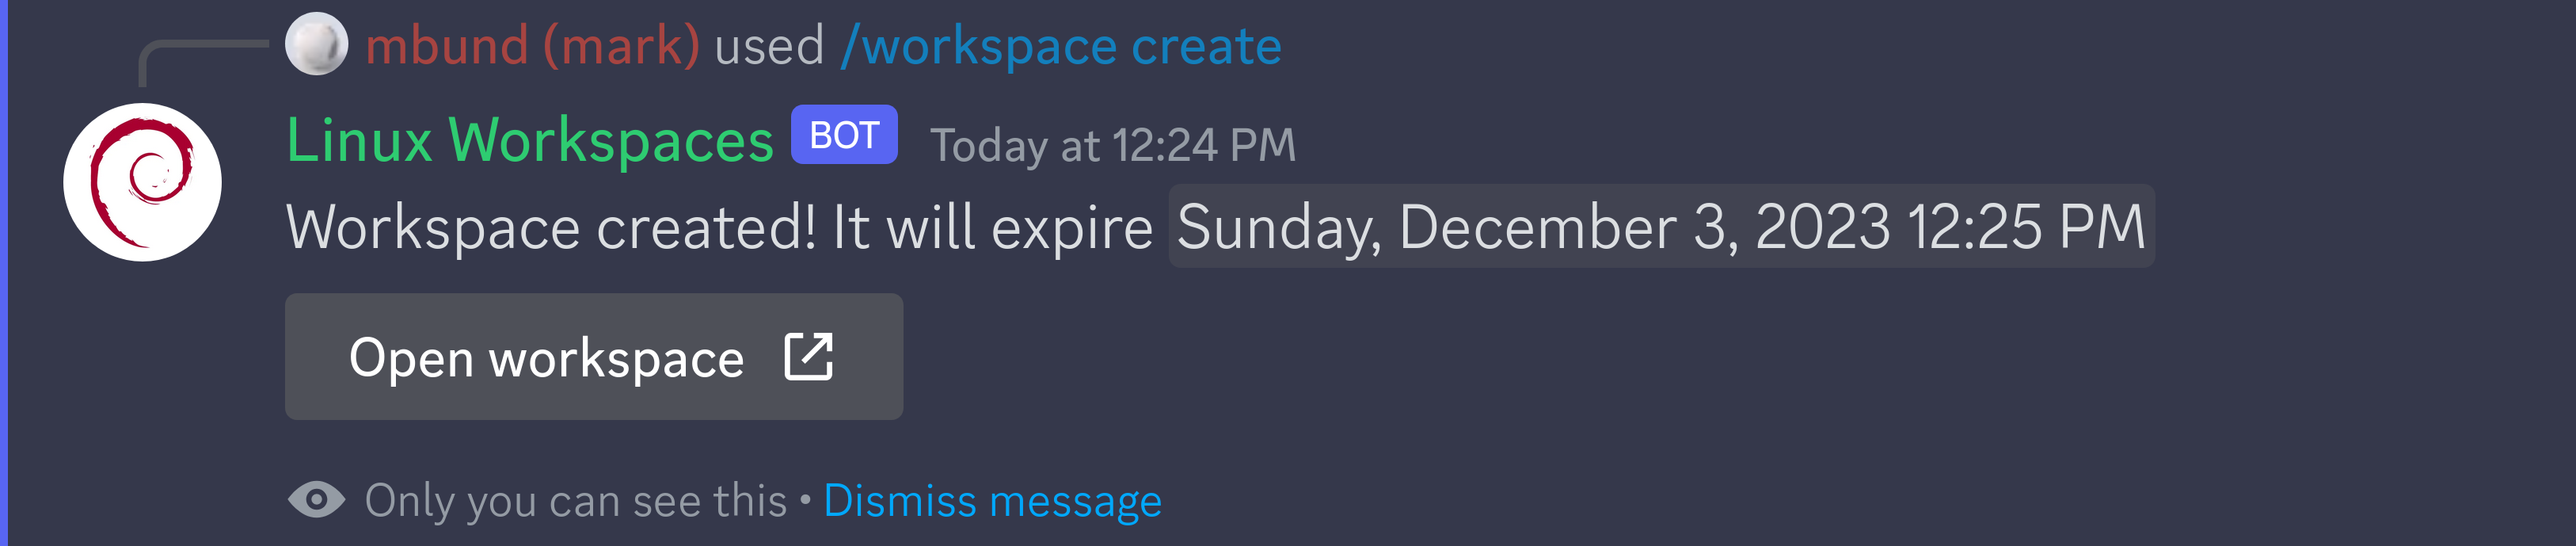 mbund (mark) used /workspace create
Linux Workspaces BOT Today at 12:24 PM
Workspace created! It will expire Sunday, December 3, 2023 12:25 PM
Open workspace
Only you can see this • Dismiss message